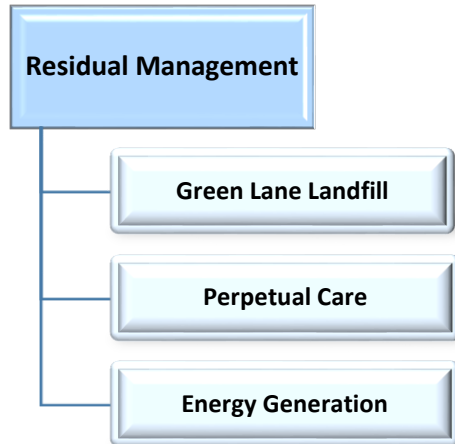 Residual Management
Green Lane Landfill
Perpetual Care
Energy Generation